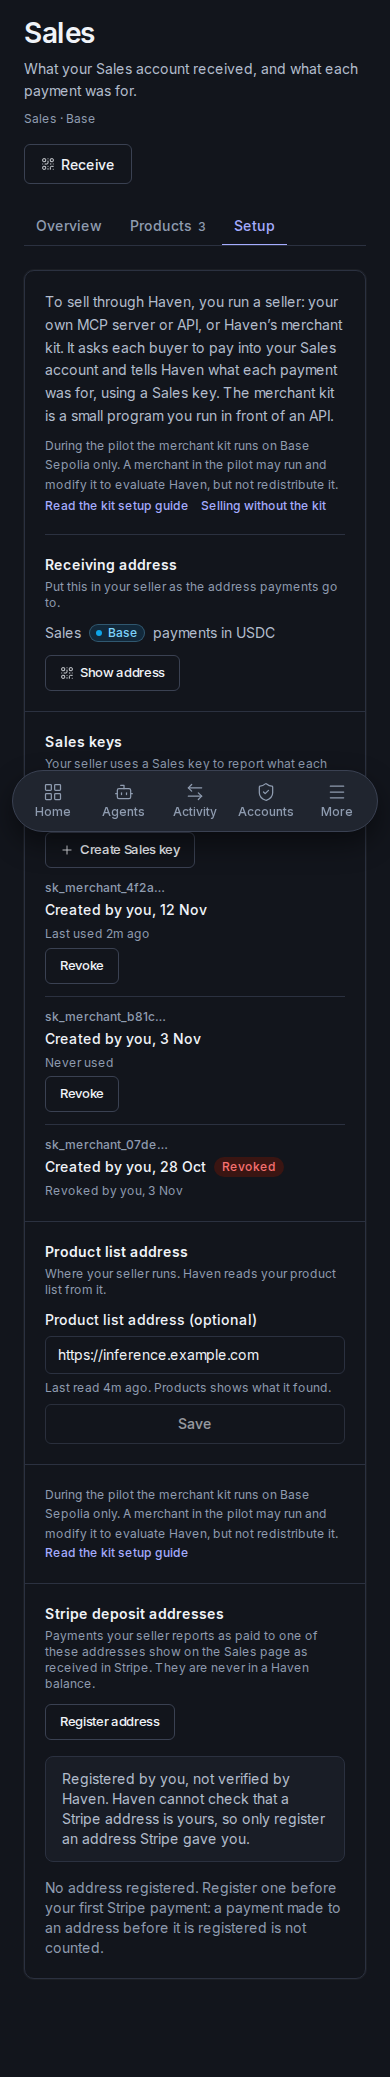 Sales
What your Sales account received, and what each
payment was for.
Sales · Base
Receive
Overview Products 3 Setup
To sell through Haven, you run a seller: your
own MCP server or API, or Haven’s merchant
kit. It asks each buyer to pay into your Sales
account and tells Haven what each payment
was for, using a Sales key. The merchant kit
is a small program you run in front of an API.
During the pilot the merchant kit runs on Base
Sepolia only. A merchant in the pilot may run and
modify it to evaluate Haven, but not redistribute it.
Read the kit setup guide Selling without the kit
Receiving address
Put this in your seller as the address payments go
to.
Sales Base payments in USDC
Show address
Sales keys
Your seller uses a Sales key to report what each
Home Agents Activity Accounts More
Create Sales key
sk_merchant_4f2a...
Created by you, 12 Nov
Last used 2m ago
Revoke
sk_merchant_b81c...
Created by you, 3 Nov
Never used
Revoke
sk_merchant_07de...
Created by you, 28 Oct Revoked
Revoked by you, 3 Nov
Product list address
Where your seller runs. Haven reads your product
list from it.
Product list address (optional)
https://inference.example.com
Last read 4m ago. Products shows what it found.
Save
During the pilot the merchant kit runs on Base
Sepolia only. A merchant in the pilot may run and
modify it to evaluate Haven, but not redistribute it.
Read the kit setup guide
Stripe deposit addresses
Payments your seller reports as paid to one of
these addresses show on the Sales page as
received in Stripe. They are never in a Haven
balance.
Register address
Registered by you, not verified by
Haven. Haven cannot check that a
Stripe address is yours, so only register
an address Stripe gave you.
No address registered. Register one before
your first Stripe payment: a payment made to
an address before it is registered is not
counted.